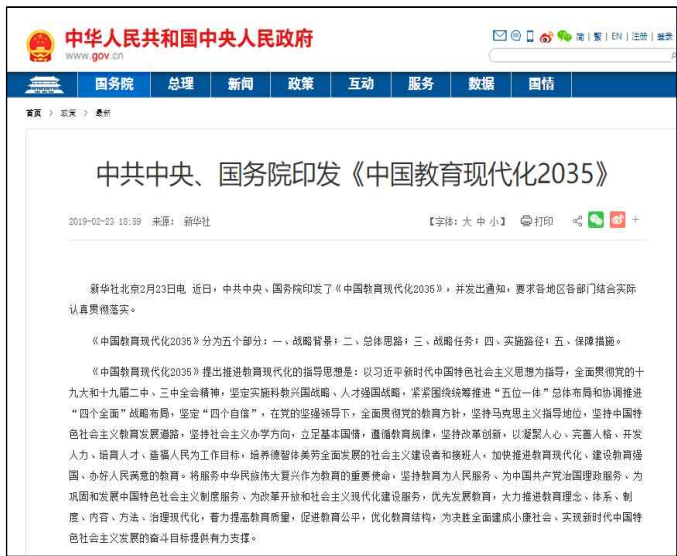 中华人民共和国中央人民政府
www.gov.cn
简 | 繁 | EN | 注册 | 登录
国务院 总理 新闻 政策 互动 服务 数据 国情
首页 > 政策 > 最新
中共中央、国务院印发《中国教育现代化2035》
2019-02-23 18:59 来源: 新华社 【字体: 大 中 小】 打印 +
新华社北京2月23日电 近日，中共中央、国务院印发了《中国教育现代化2035》，并发出通知，要求各地区各部门结合实际
认真贯彻落实。
《中国教育现代化2035》分为五个部分：一、战略背景；二、总体思路；三、战略任务；四、实施路径；五、保障措施。
《中国教育现代化2035》提出推进教育现代化的指导思想是：以习近平新时代中国特色社会主义思想为指导，全面贯彻党的十
九大和十九届二中、三中全会精神，坚定实施科教兴国战略、人才强国战略，紧紧围绕统筹推进“五位一体”总体布局和协调推进
“四个全面”战略布局，坚定“四个自信”，在党的坚强领导下，全面贯彻党的教育方针，坚持马克思主义指导地位，坚持中国特
色社会主义教育发展道路，坚持社会主义办学方向，立足基本国情，遵循教育规律，坚持改革创新，以凝聚人心、完善人格、开发
人力、培育人才、造福人民为工作目标，培养德智体美劳全面发展的社会主义建设者和接班人，加快推进教育现代化、建设教育强
国、办好人民满意的教育。将服务中华民族伟大复兴作为教育的重要使命，坚持教育为人民服务、为中国共产党治国理政服务、为
巩固和发展中国特色社会主义制度服务、为改革开放和社会主义现代化建设服务，优先发展教育，大力推进教育理念、体系、制
度、内容、方法、治理现代化，着力提高教育质量，促进教育公平，优化教育结构，为决胜全面建成小康社会、实现新时代中国特
色社会主义发展的奋斗目标提供有力支撑。